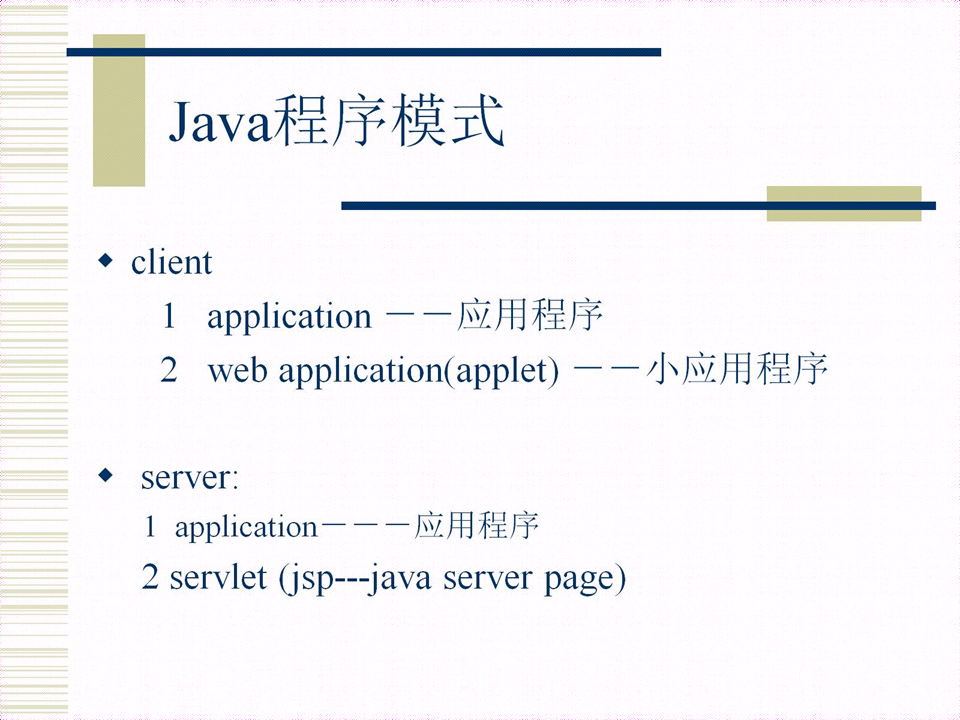 Java程序模式
◆ client
1 application －－应用程序
2 web application(applet) －－小应用程序
◆ server:
1 application－－－应用程序
2 servlet (jsp---java server page)